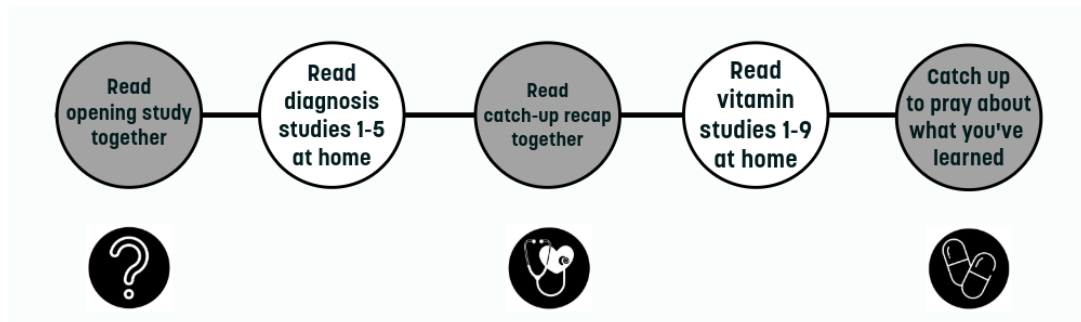 Read
opening study
together
Read
diagnosis
studies 1-5
at home
Read
catch-up recap
together
Read
vitamin
studies 1-9
at home
Catch up
to pray about
what you've
learned